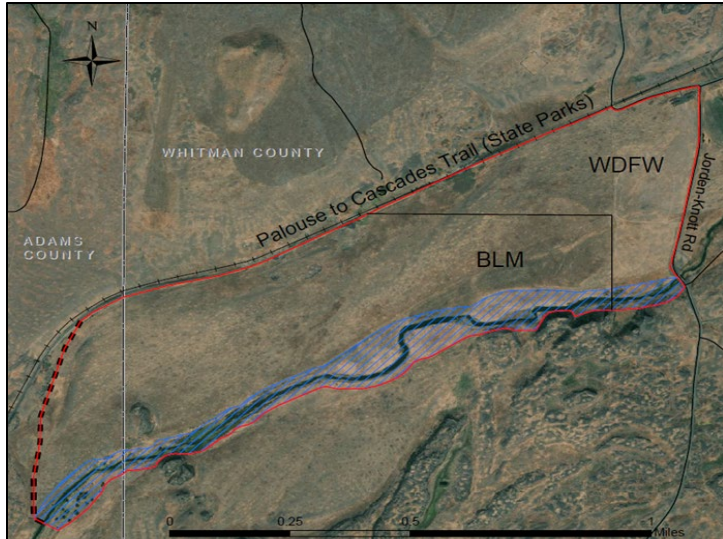 N
WHITMAN COUNTY
Palouse to Cascades Trail (State Parks)
WDFW
Jorden-Knott Rd
ADAMS
COUNTY
BLM
0 0.25 0.5 1
Miles